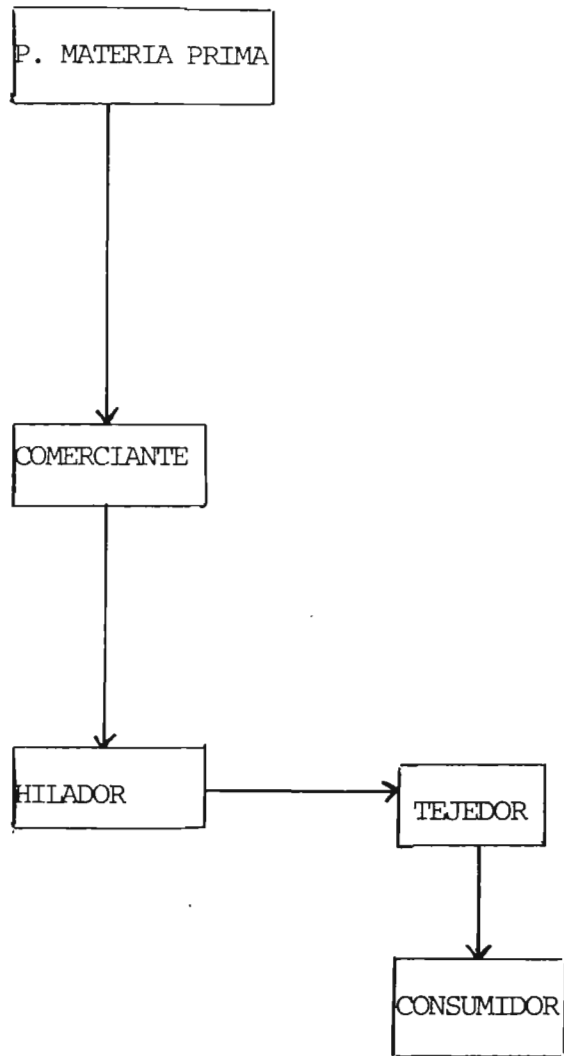 P. MATERIA PRIMA
COMERCIANTE
HILADOR
TEJEDOR
CONSUMIDOR